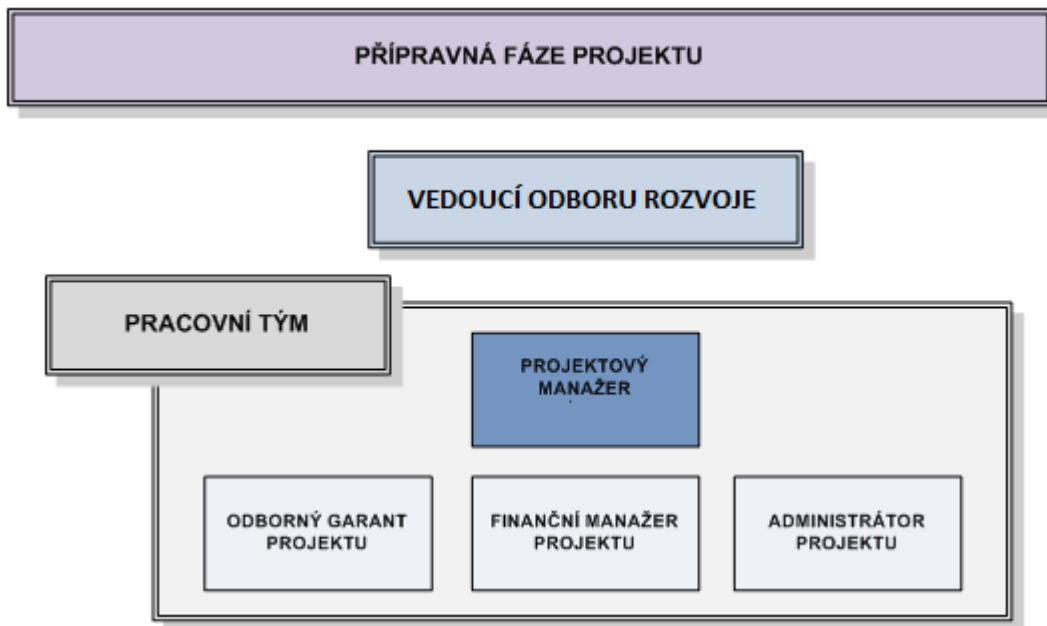 PŘÍPRAVNÁ FÁZE PROJEKTU
VEDOUCÍ ODBORU ROZVOJE
PRACOVNÍ TÝM
PROJEKTOVÝ
MANAŽER
ODBORNÝ GARANT
PROJEKTU
FINANČNÍ MANAŽER
PROJEKTU
ADMINISTRÁTOR
PROJEKTU